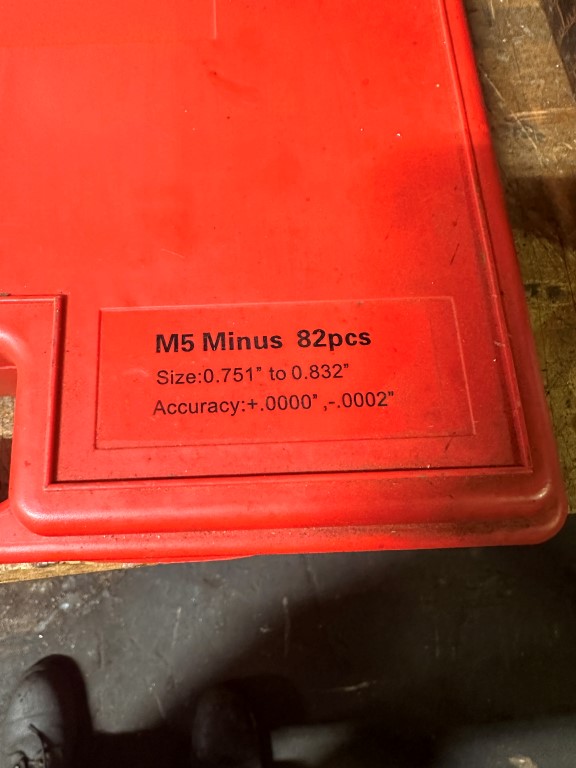 M5 Minus 82pcs
Size:0.751" to 0.832"
Accuracy:+.0000",-.0002"